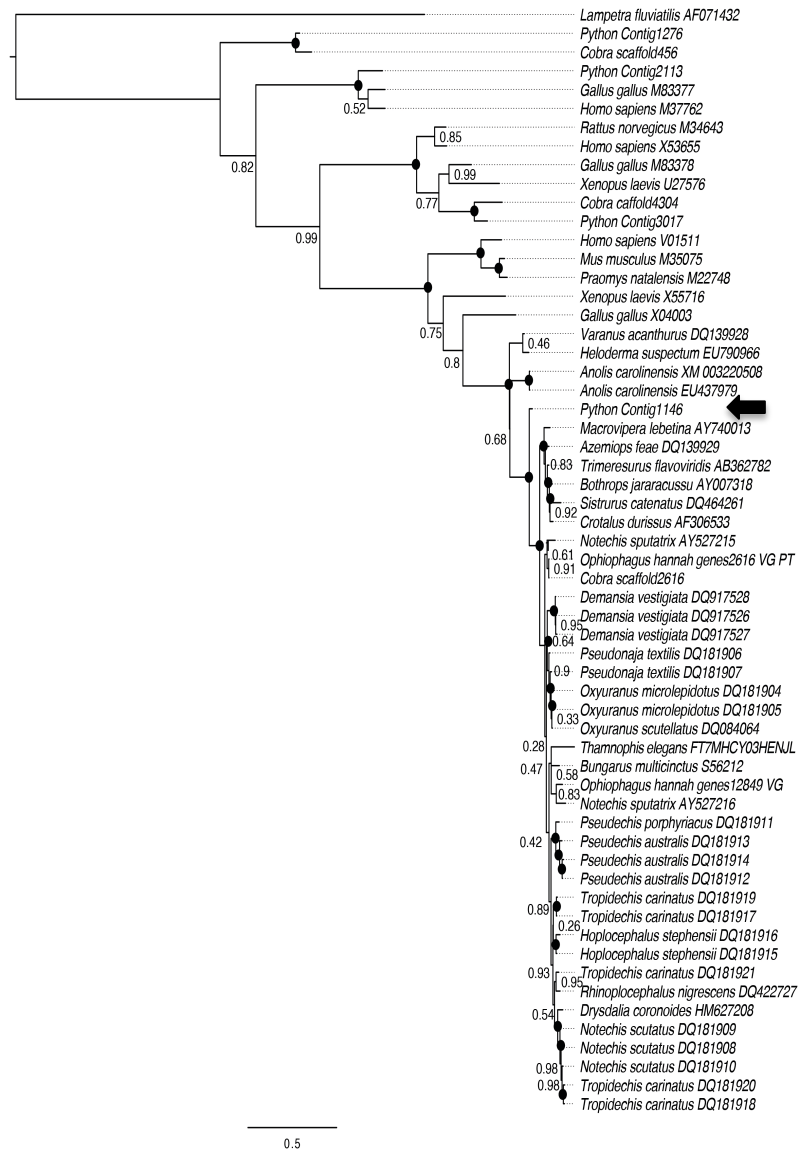 Lampetra fluviatilis AF071432
Python Contig1276
Cobra scaffold456
Python Contig2113
Gallus gallus M83377
0.52
Homo sapiens M37762
Rattus norvegicus M34643
0.85
Homo sapiens X53655
0.82
Gallus gallus M83378
0.99
Xenopus laevis U27576
0.77
Cobra caffold4304
Python Contig3017
0.99
Homo sapiens V01511
Mus musculus M35075
Praomys natalensis M22748
Xenopus laevis X55716
Gallus gallus X04003
0.75
Varanus acanthurus DQ139928
0.46
Heloderma suspectum EU790966
0.8
Anolis carolinensis XM 003220508
Anolis carolinensis EU437979
Python Contig1146
Macrovipera lebetina AY740013
0.68
Azemiops feae DQ139929
0.83
Trimeresurus flavoviridis AB362782
Bothrops jararacussu AY007318
Sistrurus catenatus DQ464261
0.92
Crotalus durissus AF306533
Notechis sputatrix AY527215
0.61
Ophiophagus hannah genes2616 VG PT
0.91
Cobra scaffold2616
Demansia vestigiata DQ917528
Demansia vestigiata DQ917526
0.95
Demansia vestigiata DQ917527
0.64
Pseudonaja textilis DQ181906
0.9
Pseudonaja textilis DQ181907
Oxyuranus microlepidotus DQ181904
Oxyuranus microlepidotus DQ181905
0.33
Oxyuranus scutellatus DQ084064
0.28
Thamnophis elegans FT7MHCY03HENJL
0.47
Bungarus multicinctus S56212
0.58
Ophiophagus hannah genes12849 VG
0.83
Notechis sputatrix AY527216
Pseudechis porphyriacus DQ181911
0.42
Pseudechis australis DQ181913
Pseudechis australis DQ181914
Pseudechis australis DQ181912
Tropidechis carinatus DQ181919
0.89
Tropidechis carinatus DQ181917
0.26
Hoplocephalus stephensii DQ181916
Hoplocephalus stephensii DQ181915
0.93
Tropidechis carinatus DQ181921
0.95
Rhinoplocephalus nigrescens DQ422727
Drysdalia coronoides HM627208
0.54
Notechis scutatus DQ181909
Notechis scutatus DQ181908
0.98
Notechis scutatus DQ181910
0.98
Tropidechis carinatus DQ181920
Tropidechis carinatus DQ181918
0.5